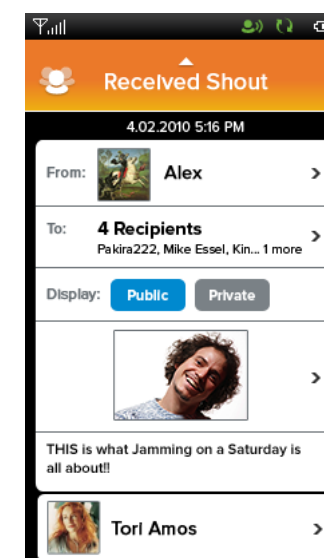 Received Shout
4.02.2010 5:16 PM
From: Alex
To: 4 Recipients
Pakira222, Mike Essel, Kin... 1 more
Display: Public Private
THIS is what Jamming on a Saturday is
all about!!
Tori Amos